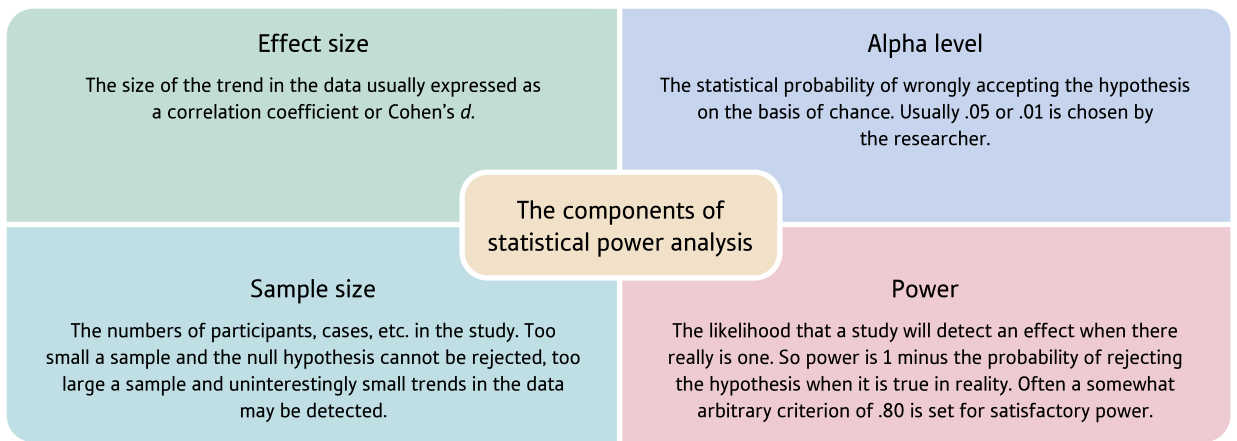 Effect size
The size of the trend in the data usually expressed as
a correlation coefficient or Cohen's d.
Alpha level
The statistical probability of wrongly accepting the hypothesis
on the basis of chance. Usually .05 or .01 is chosen by
the researcher.
The components of
statistical power analysis
Sample size
The numbers of participants, cases, etc. in the study. Too
small a sample and the null hypothesis cannot be rejected, too
large a sample and uninterestingly small trends in the data
may be detected.
Power
The likelihood that a study will detect an effect when there
really is one. So power is 1 minus the probability of rejecting
the hypothesis when it is true in reality. Often a somewhat
arbitrary criterion of .80 is set for satisfactory power.